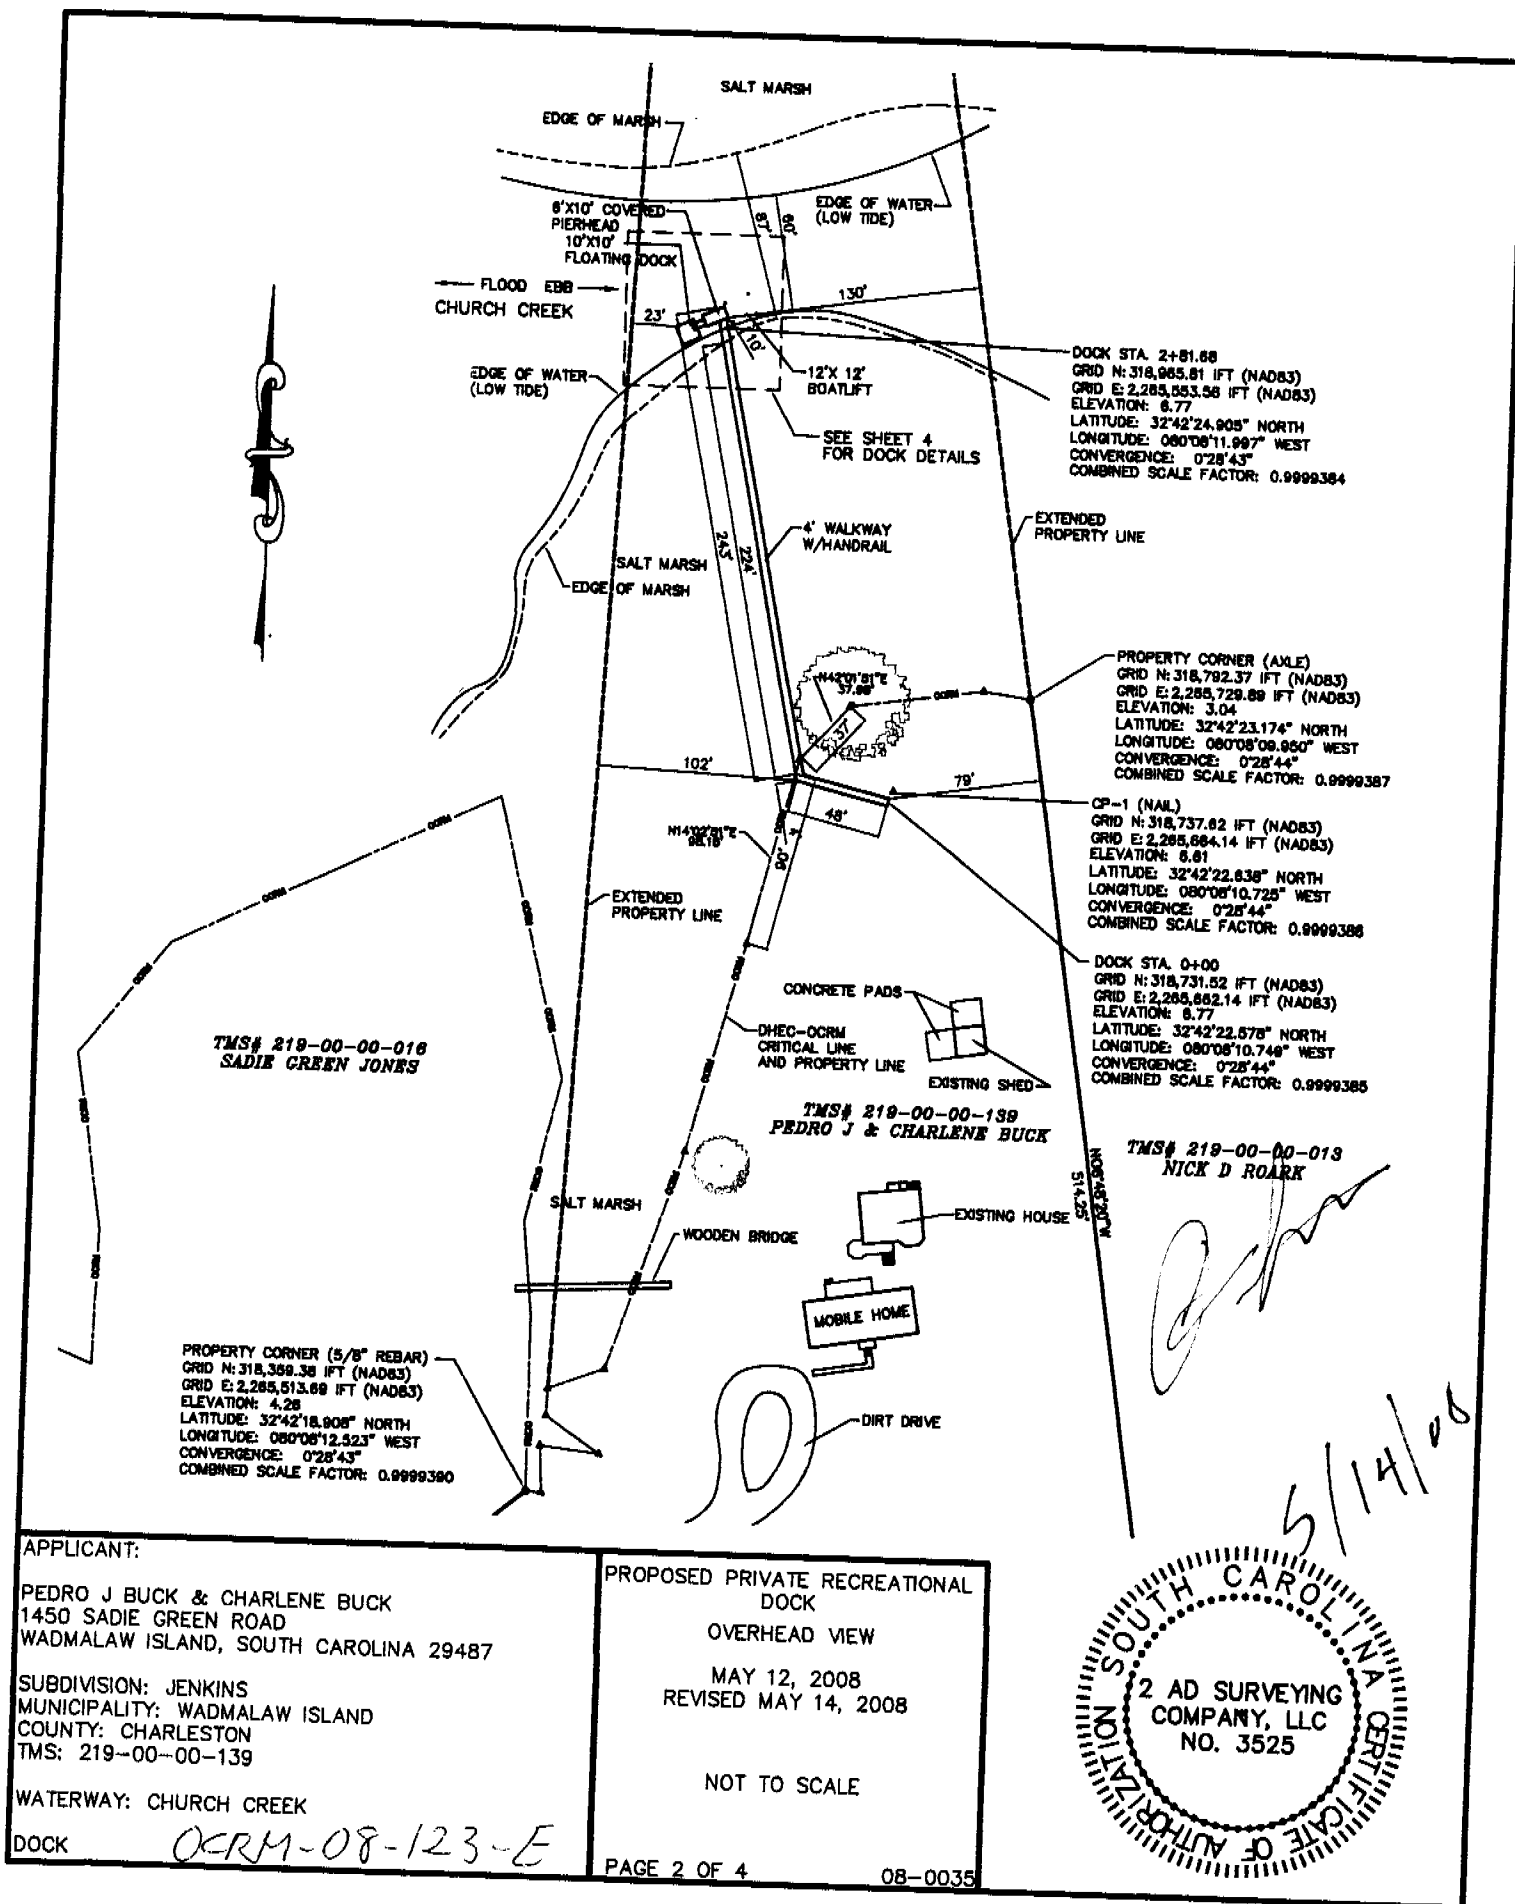 SALT MARSH
EDGE OF MARSH
EDGE OF WATER
(LOW TIDE)
87'
60'
6'X10' COVERED
PIERHEAD
10'X10'
FLOATING DOCK
FLOOD EBB
CHURCH CREEK
23'
130'
10'
EDGE OF WATER
(LOW TIDE)
12'X 12'
BOATLIFT
SEE SHEET 4
FOR DOCK DETAILS
DOCK STA. 2+81.68
GRID N: 318,965.81 IFT (NAD83)
GRID E: 2,265,553.56 IFT (NAD83)
ELEVATION: 6.77
LATITUDE: 32°42'24.905" NORTH
LONGITUDE: 080°08'11.997" WEST
CONVERGENCE: 0°28'43"
COMBINED SCALE FACTOR: 0.9999384
EXTENDED
PROPERTY LINE
4' WALKWAY
W/HANDRAIL
243'
224'
SALT MARSH
EDGE OF MARSH
N42°01'51"E
37'
OCRM
PROPERTY CORNER (AXLE)
GRID N: 318,792.37 IFT (NAD83)
GRID E: 2,265,729.89 IFT (NAD83)
ELEVATION: 3.04
LATITUDE: 32°42'23.174" NORTH
LONGITUDE: 080°08'09.950" WEST
CONVERGENCE: 0°28'44"
COMBINED SCALE FACTOR: 0.9999387
102'
79'
48'
4'
90'
CP-1 (NAIL)
GRID N: 318,737.62 IFT (NAD83)
GRID E: 2,265,664.14 IFT (NAD83)
ELEVATION: 6.61
LATITUDE: 32°42'22.638" NORTH
LONGITUDE: 080°08'10.725" WEST
CONVERGENCE: 0°28'44"
COMBINED SCALE FACTOR: 0.9999386
OCRM
N14°02'51"E
98.18'
OCRM
EXTENDED
PROPERTY LINE
DOCK STA. 0+00
GRID N: 318,731.52 IFT (NAD83)
GRID E: 2,265,662.14 IFT (NAD83)
ELEVATION: 6.77
LATITUDE: 32°42'22.578" NORTH
LONGITUDE: 080°08'10.749" WEST
CONVERGENCE: 0°28'44"
COMBINED SCALE FACTOR: 0.9999385
CONCRETE PADS
DHEC-OCRM
CRITICAL LINE
AND PROPERTY LINE
EXISTING SHED
TMS# 219-00-00-016
SADIE GREEN JONES
TMS# 219-00-00-139
PEDRO J & CHARLENE BUCK
TMS# 219-00-00-013
NICK D ROARK
N06°45'20"W
514.25'
SALT MARSH
EXISTING HOUSE
WOODEN BRIDGE
MOBILE HOME
PROPERTY CORNER (5/8" REBAR)
GRID N: 318,369.38 IFT (NAD83)
GRID E: 2,265,513.69 IFT (NAD83)
ELEVATION: 4.26
LATITUDE: 32°42'18.908" NORTH
LONGITUDE: 080°08'12.523" WEST
CONVERGENCE: 0°28'43"
COMBINED SCALE FACTOR: 0.9999390
DIRT DRIVE
5/14/08
APPLICANT:
PEDRO J BUCK & CHARLENE BUCK
1450 SADIE GREEN ROAD
WADMALAW ISLAND, SOUTH CAROLINA 29487
SUBDIVISION: JENKINS
MUNICIPALITY: WADMALAW ISLAND
COUNTY: CHARLESTON
TMS: 219-00-00-139
WATERWAY: CHURCH CREEK
DOCK
OCRM-08-123-E
PROPOSED PRIVATE RECREATIONAL
DOCK
OVERHEAD VIEW
MAY 12, 2008
REVISED MAY 14, 2008
NOT TO SCALE
PAGE 2 OF 4
08-0035
SOUTH CAROLINA CERTIFICATE OF AUTHORIZATION
2 AD SURVEYING
COMPANY, LLC
NO. 3525